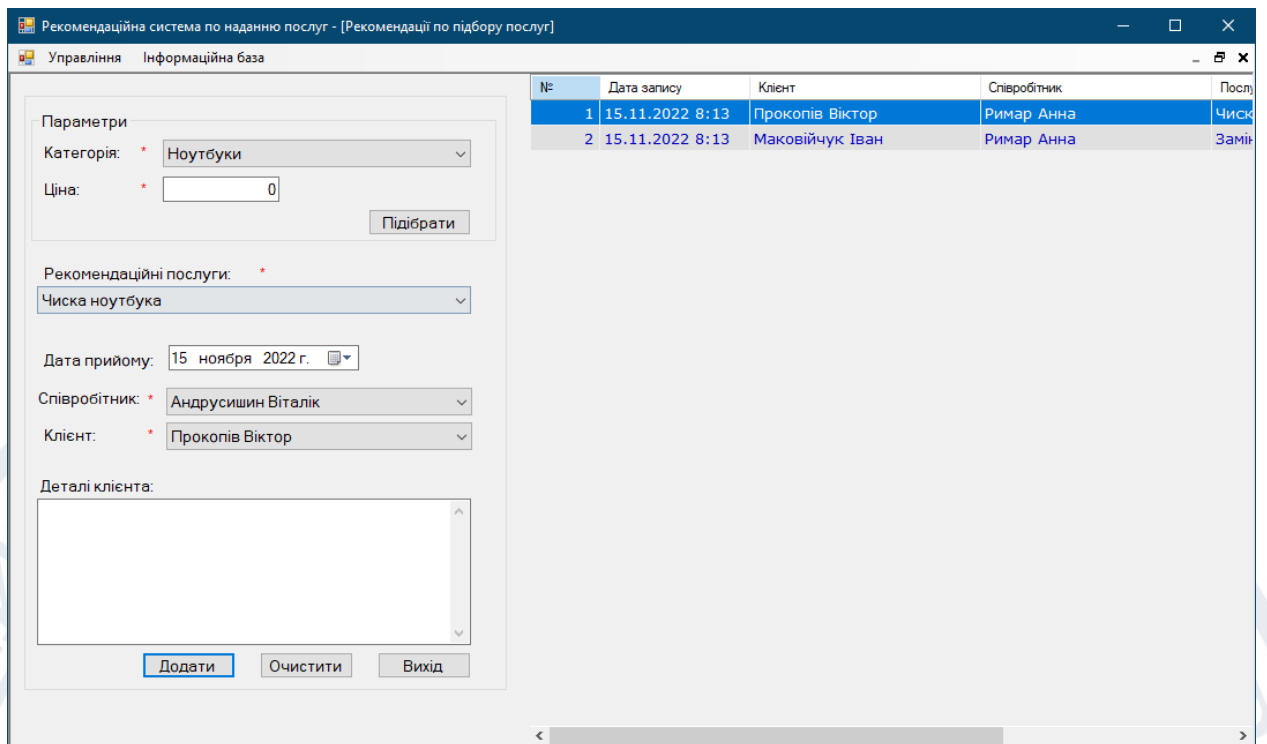 Рекомендаційна система по наданню послуг - [Рекомендації по підбору послуг]
Управління Інформаційна база
Параметри
Категорія: * Ноутбуки
Ціна: * 0
Підібрати
Рекомендаційні послуги: *
Чиска ноутбука
Дата прийому: 15 ноября 2022 г.
Співробітник: * Андрусишин Віталік
Клієнт: * Прокопів Віктор
Деталі клієнта:
Додати Очистити Вихід
№ Дата запису Клієнт Співробітник Послу
1 15.11.2022 8:13 Прокопів Віктор Римар Анна Чиск
2 15.11.2022 8:13 Маковійчук Іван Римар Анна Замін